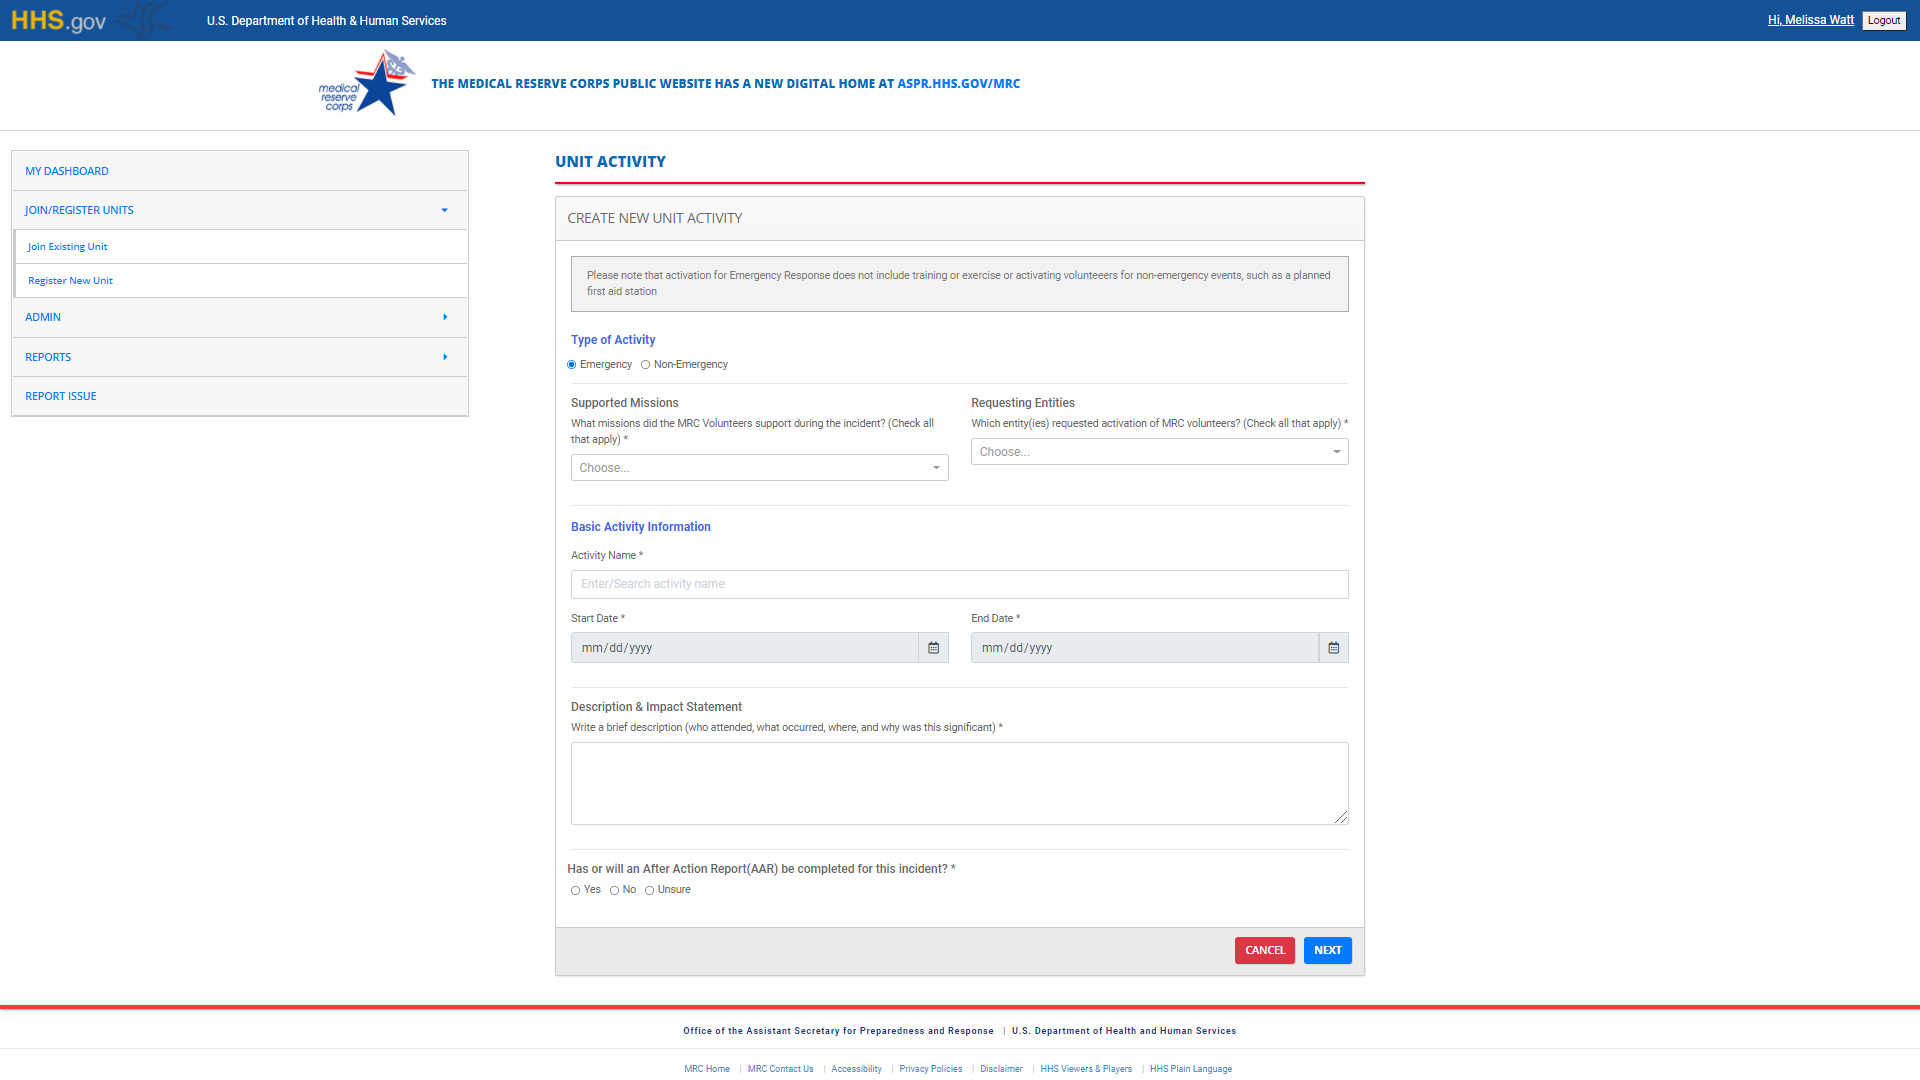 HHS.gov
U.S. Department of Health & Human Services
Hi, Melissa Watt
Logout
medical
reserve
corps
THE MEDICAL RESERVE CORPS PUBLIC WEBSITE HAS A NEW DIGITAL HOME AT ASPR.HHS.GOV/MRC
MY DASHBOARD
JOIN/REGISTER UNITS
Join Existing Unit
Register New Unit
ADMIN
REPORTS
REPORT ISSUE
UNIT ACTIVITY
CREATE NEW UNIT ACTIVITY
Please note that activation for Emergency Response does not include training or exercise or activating volunteeers for non-emergency events, such as a planned
first aid station
Type of Activity
Emergency Non-Emergency
Supported Missions
What missions did the MRC Volunteers support during the incident? (Check all
that apply) *
Choose...
Requesting Entities
Which entity(ies) requested activation of MRC volunteers? (Check all that apply) *
Choose...
Basic Activity Information
Activity Name *
Enter/Search activity name
Start Date *
mm/dd/yyyy
End Date *
mm/dd/yyyy
Description & Impact Statement
Write a brief description (who attended, what occurred, where, and why was this significant) *
Has or will an After Action Report(AAR) be completed for this incident? *
Yes No Unsure
CANCEL NEXT
Office of the Assistant Secretary for Preparedness and Response | U.S. Department of Health and Human Services
MRC Home | MRC Contact Us | Accessibility | Privacy Policies | Disclaimer | HHS Viewers & Players | HHS Plain Language